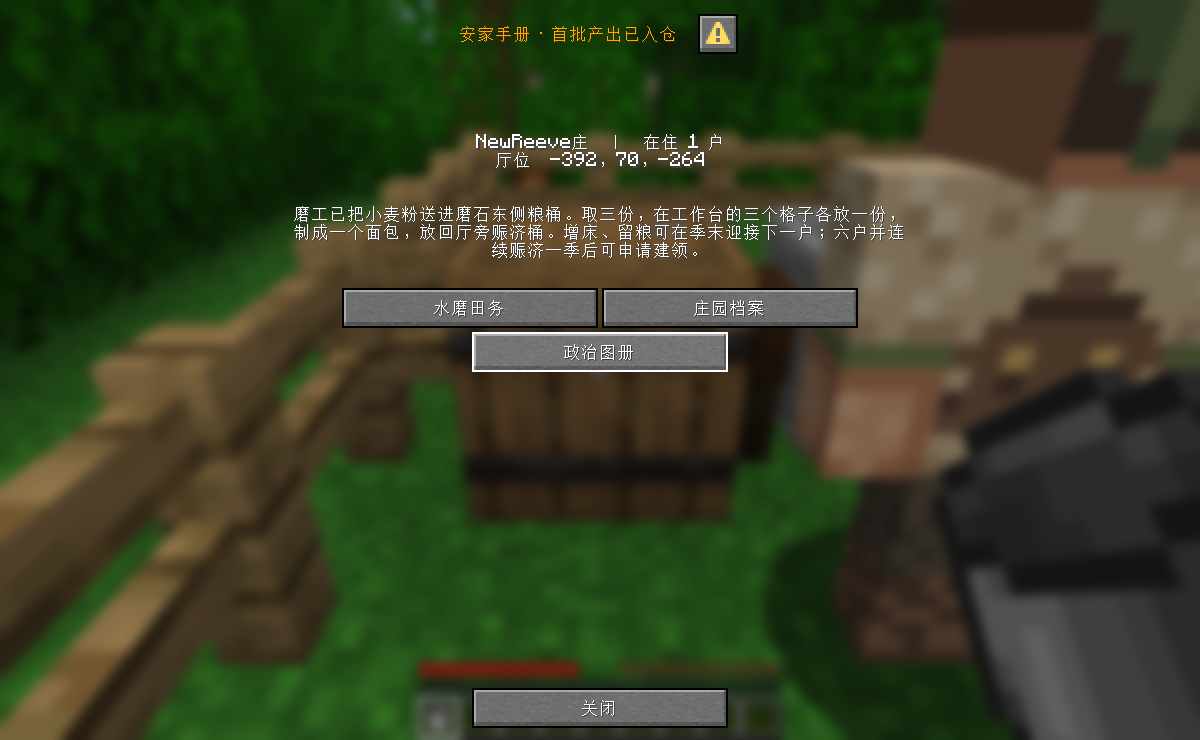 安家手册 · 首批产出已入仓
NewReeve庄 | 在住 1 户
厅位 -392, 70, -264
磨工已把小麦粉送进磨石东侧粮桶。取三份，在工作台的三个格子各放一份，
制成一个面包，放回厅旁赈济桶。增床、留粮可在季末迎接下一户；六户并连
续赈济一季后可申请建领。
水磨田务
庄园档案
政治图册
关闭